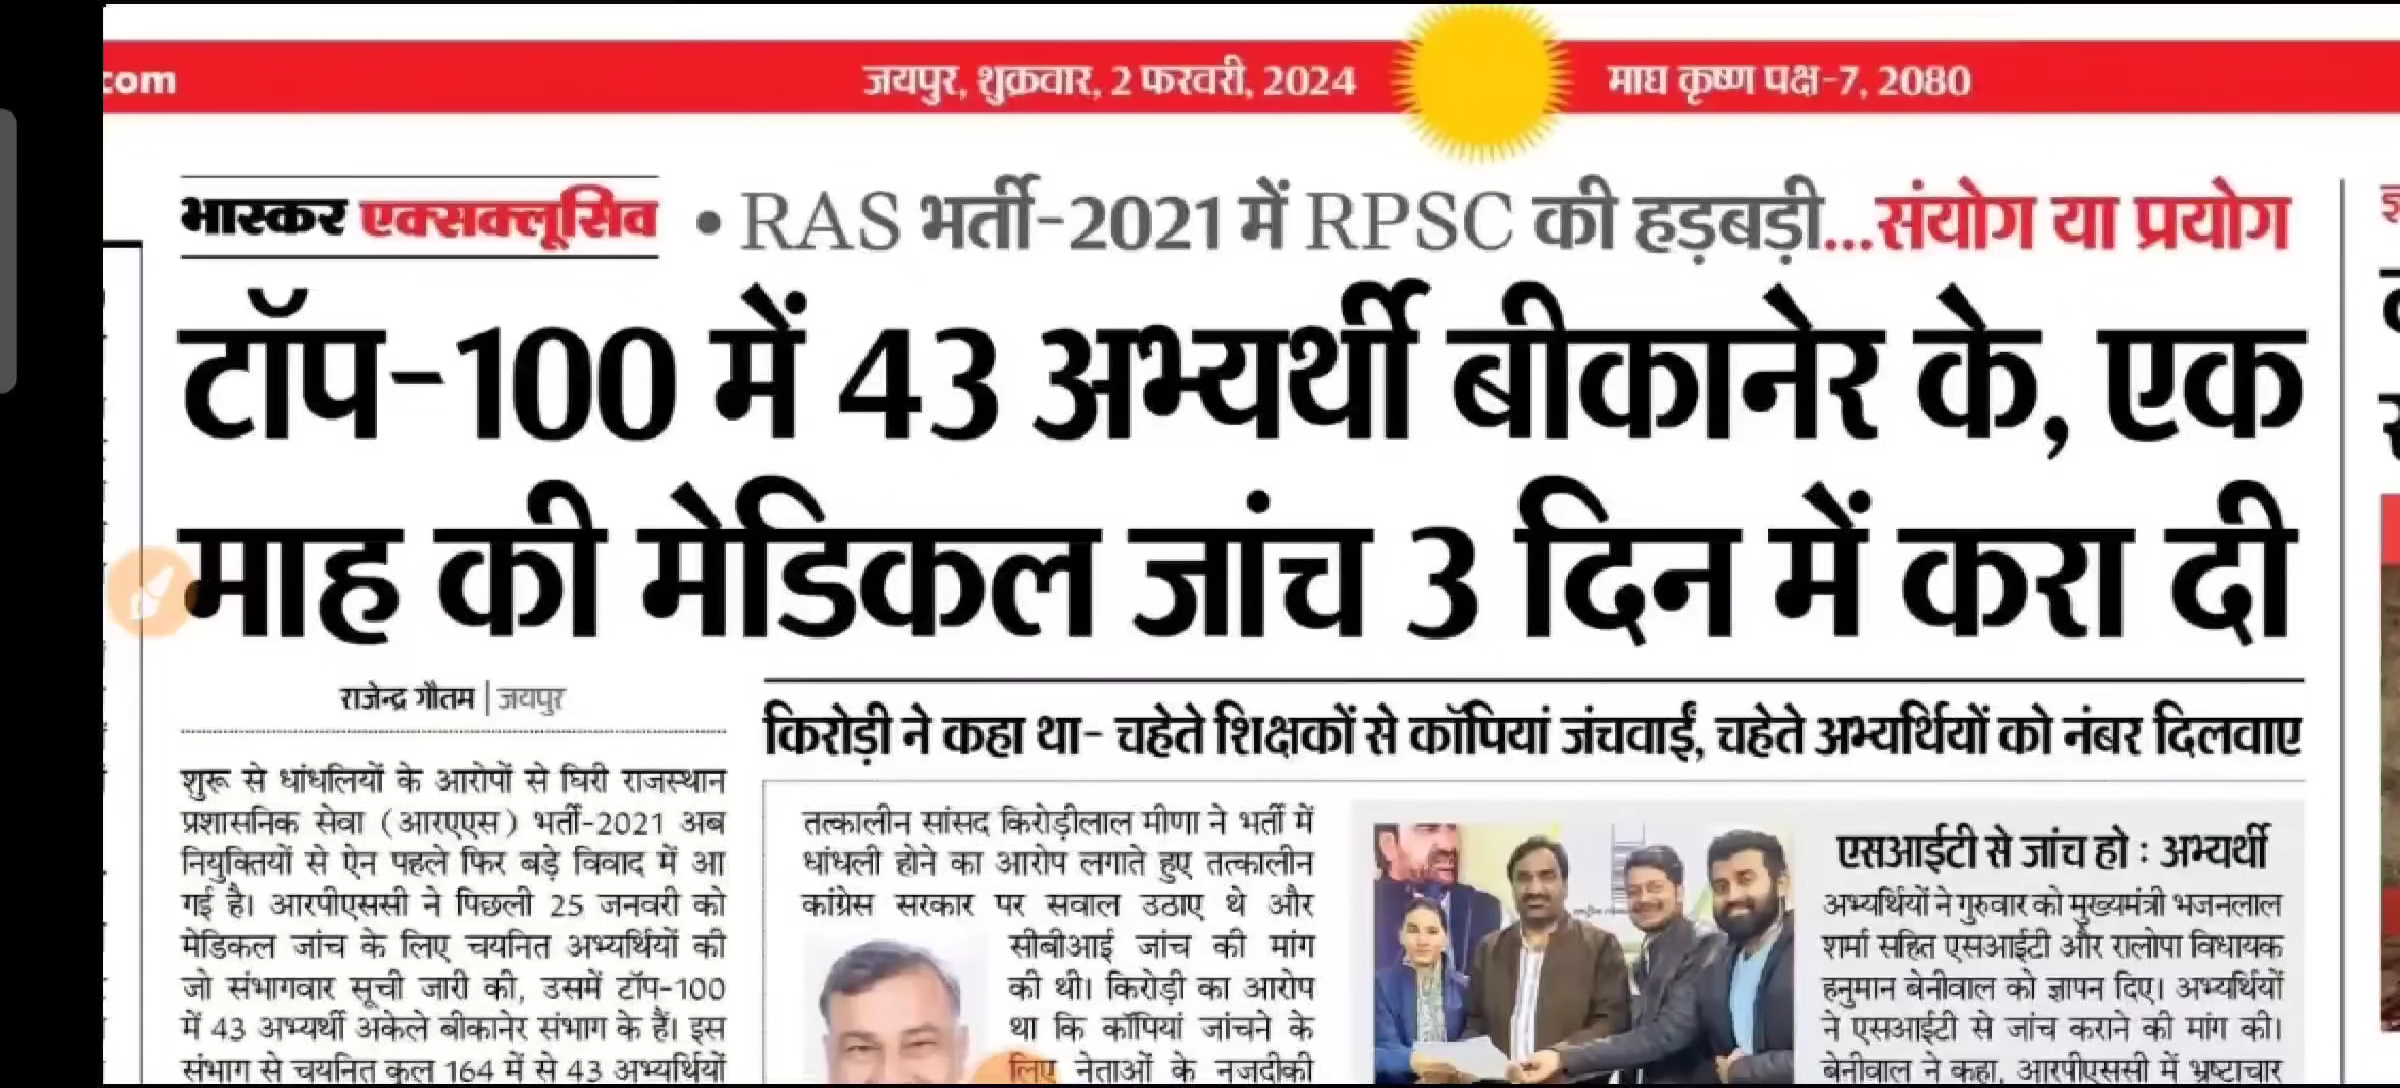 com
जयपुर, शुक्रवार, 2 फरवरी, 2024
माघ कृष्ण पक्ष-7, 2080
भास्कर एक्सक्लूसिव
• RAS भर्ती-2021 में RPSC की हड़बड़ी...संयोग या प्रयोग
टॉप-100 में 43 अभ्यर्थी बीकानेर के, एक
माह की मेडिकल जांच 3 दिन में करा दी
राजेन्द्र गौतम | जयपुर
शुरू से धांधलियों के आरोपों से घिरी राजस्थान
प्रशासनिक सेवा (आरएएस) भर्ती-2021 अब
नियुक्तियों से ऐन पहले फिर बड़े विवाद में आ
गई है। आरपीएससी ने पिछली 25 जनवरी को
मेडिकल जांच के लिए चयनित अभ्यर्थियों की
जो संभागवार सूची जारी की, उसमें टॉप-100
में 43 अभ्यर्थी अकेले बीकानेर संभाग के हैं। इस
संभाग से चयनित कुल 164 में से 43 अभ्यर्थियों
किरोड़ी ने कहा था- चहेते शिक्षकों से कॉपियां जंचवाईं, चहेते अभ्यर्थियों को नंबर दिलवाए
तत्कालीन सांसद किरोड़ीलाल मीणा ने भर्ती में
धांधली होने का आरोप लगाते हुए तत्कालीन
कांग्रेस सरकार पर सवाल उठाए थे और
सीबीआई जांच की मांग
की थी। किरोड़ी का आरोप
था कि कॉपियां जांचने के
लिए नेताओं के नजदीकी
एसआईटी से जांच हो : अभ्यर्थी
अभ्यर्थियों ने गुरुवार को मुख्यमंत्री भजनलाल
शर्मा सहित एसआईटी और रालोपा विधायक
हनुमान बेनीवाल को ज्ञापन दिए। अभ्यर्थियों
ने एसआईटी से जांच कराने की मांग की।
बेनीवाल ने कहा, आरपीएससी में भ्रष्टाचार